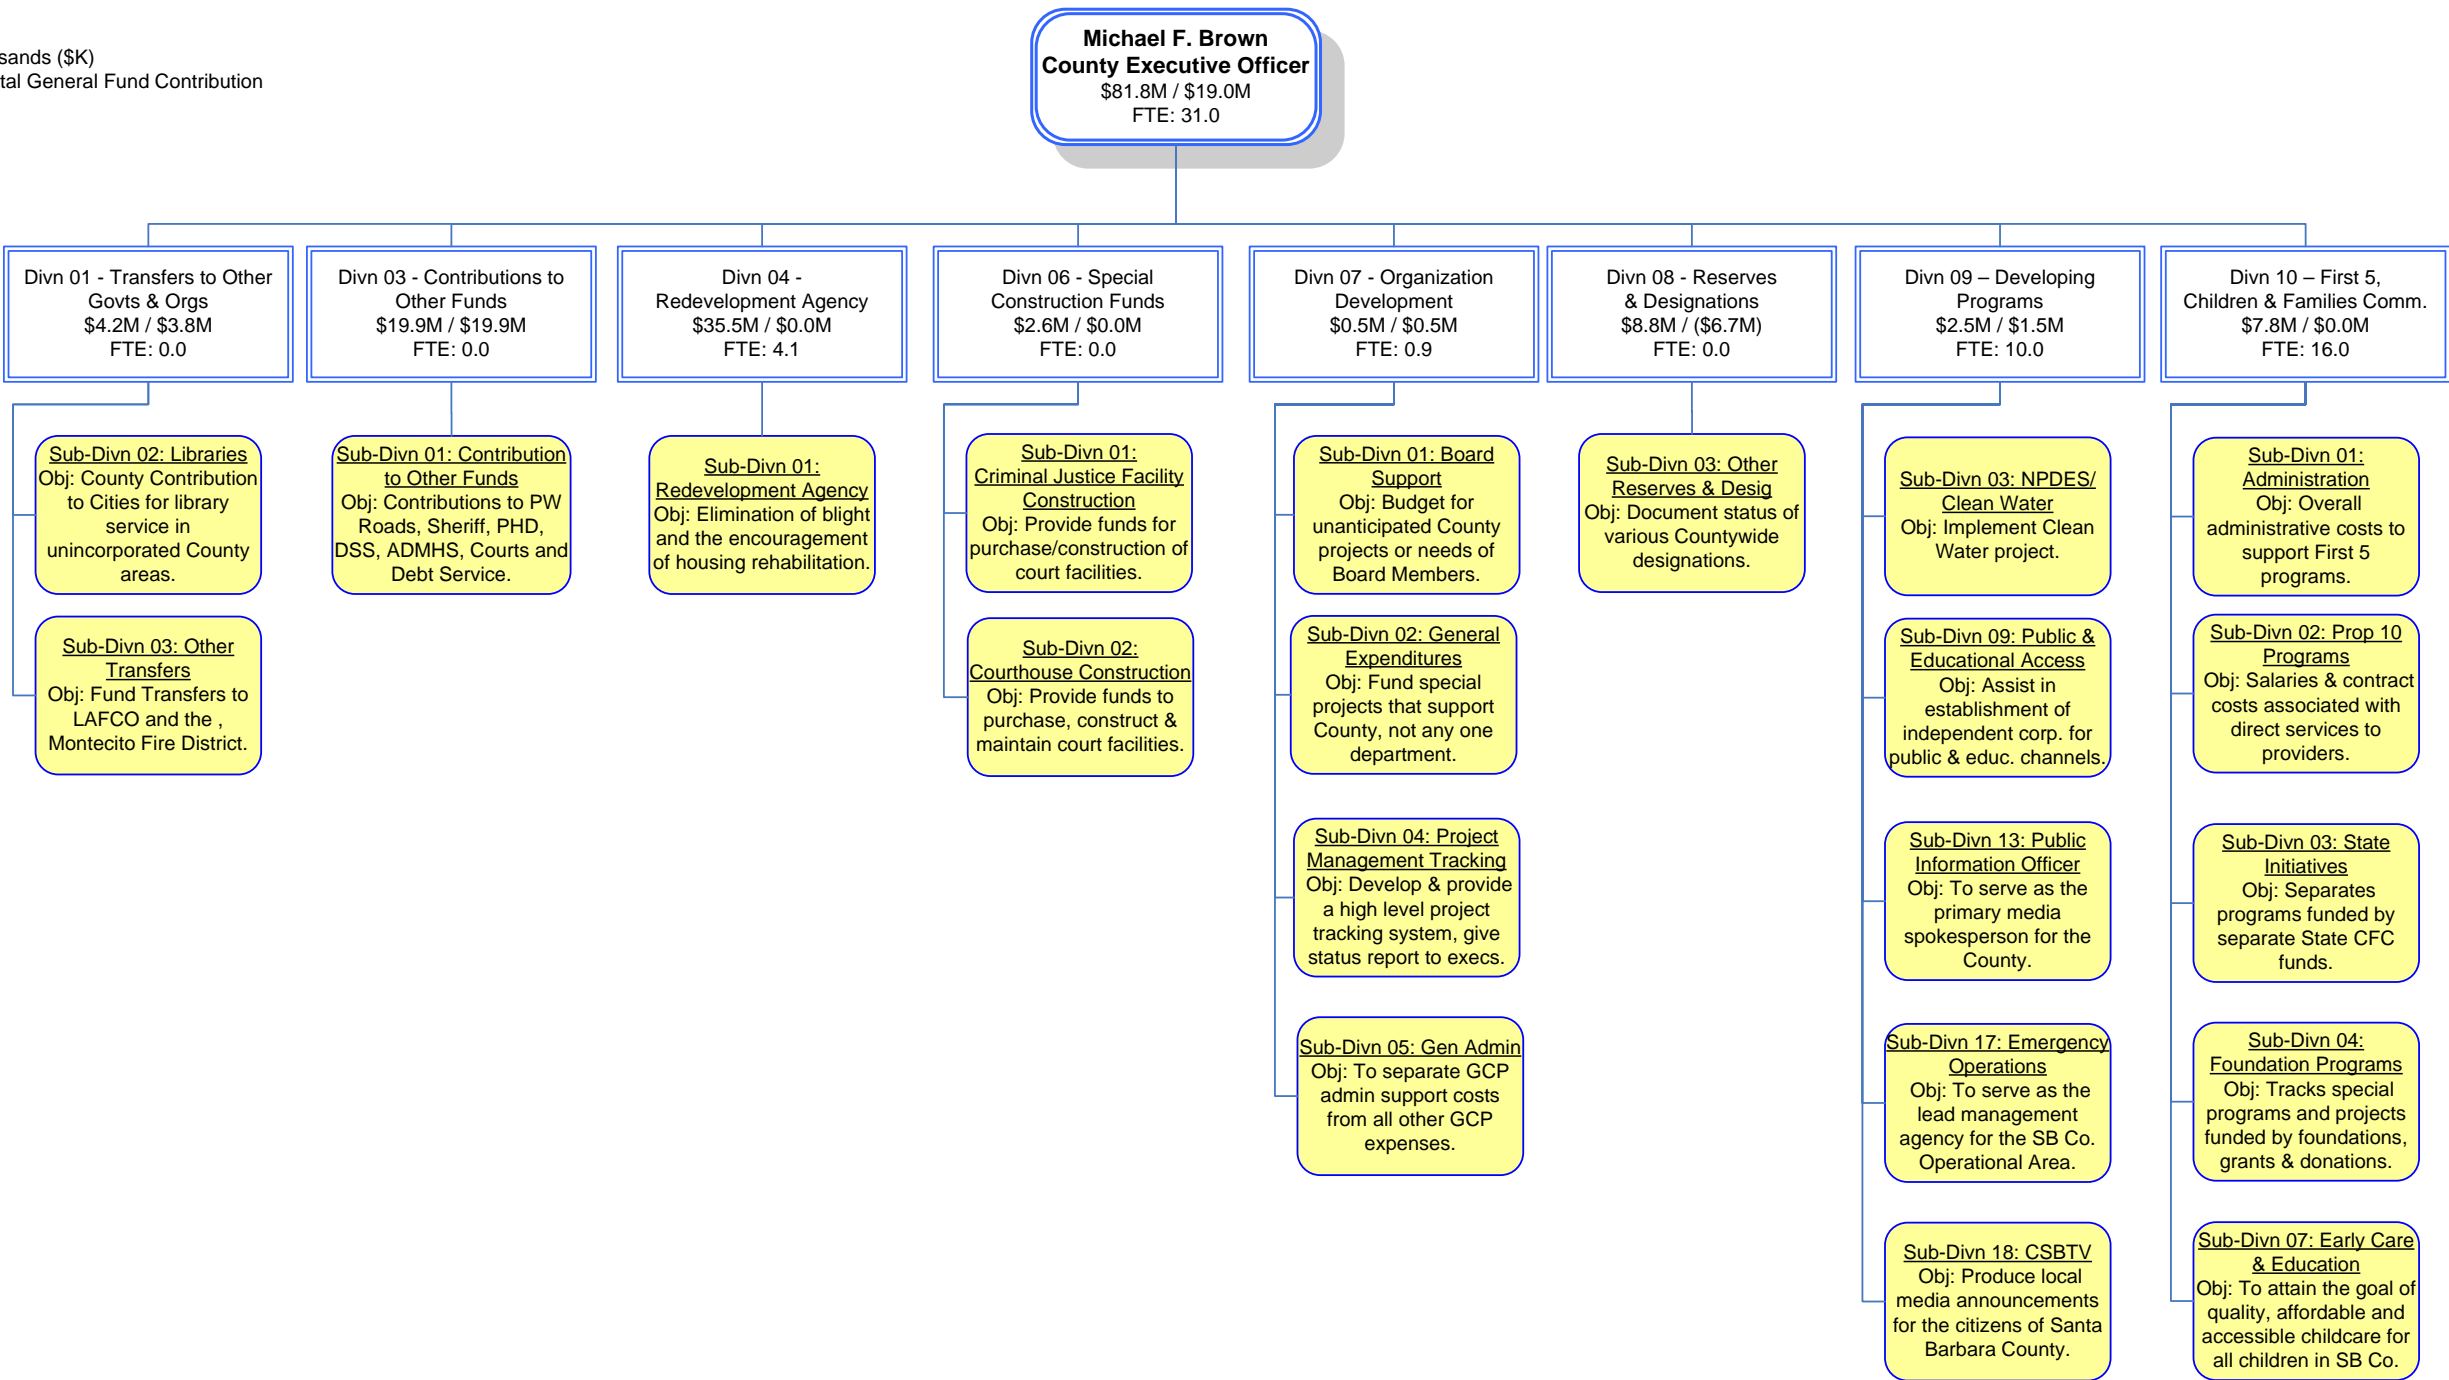 sands ($K)
tal General Fund Contribution
Michael F. Brown
County Executive Officer
$81.8M / $19.0M
FTE: 31.0
Divn 01 - Transfers to Other
Govts & Orgs
$4.2M / $3.8M
FTE: 0.0
Divn 03 - Contributions to
Other Funds
$19.9M / $19.9M
FTE: 0.0
Divn 04 -
Redevelopment Agency
$35.5M / $0.0M
FTE: 4.1
Divn 06 - Special
Construction Funds
$2.6M / $0.0M
FTE: 0.0
Divn 07 - Organization
Development
$0.5M / $0.5M
FTE: 0.9
Divn 08 - Reserves
& Designations
$8.8M / ($6.7M)
FTE: 0.0
Divn 09 – Developing
Programs
$2.5M / $1.5M
FTE: 10.0
Divn 10 – First 5,
Children & Families Comm.
$7.8M / $0.0M
FTE: 16.0
Sub-Divn 02: Libraries
Obj: County Contribution
to Cities for library
service in
unincorporated County
areas.
Sub-Divn 03: Other
Transfers
Obj: Fund Transfers to
LAFCO and the ,
Montecito Fire District.
Sub-Divn 01: Contribution
to Other Funds
Obj: Contributions to PW
Roads, Sheriff, PHD,
DSS, ADMHS, Courts and
Debt Service.
Sub-Divn 01:
Redevelopment Agency
Obj: Elimination of blight
and the encouragement
of housing rehabilitation.
Sub-Divn 01:
Criminal Justice Facility
Construction
Obj: Provide funds for
purchase/construction of
court facilities.
Sub-Divn 02:
Courthouse Construction
Obj: Provide funds to
purchase, construct &
maintain court facilities.
Sub-Divn 01: Board
Support
Obj: Budget for
unanticipated County
projects or needs of
Board Members.
Sub-Divn 02: General
Expenditures
Obj: Fund special
projects that support
County, not any one
department.
Sub-Divn 04: Project
Management Tracking
Obj: Develop & provide
a high level project
tracking system, give
status report to execs.
Sub-Divn 05: Gen Admin
Obj: To separate GCP
admin support costs
from all other GCP
expenses.
Sub-Divn 03: Other
Reserves & Desig
Obj: Document status of
various Countywide
designations.
Sub-Divn 03: NPDES/
Clean Water
Obj: Implement Clean
Water project.
Sub-Divn 09: Public &
Educational Access
Obj: Assist in
establishment of
independent corp. for
public & educ. channels.
Sub-Divn 13: Public
Information Officer
Obj: To serve as the
primary media
spokesperson for the
County.
Sub-Divn 17: Emergency
Operations
Obj: To serve as the
lead management
agency for the SB Co.
Operational Area.
Sub-Divn 18: CSBTV
Obj: Produce local
media announcements
for the citizens of Santa
Barbara County.
Sub-Divn 01:
Administration
Obj: Overall
administrative costs to
support First 5
programs.
Sub-Divn 02: Prop 10
Programs
Obj: Salaries & contract
costs associated with
direct services to
providers.
Sub-Divn 03: State
Initiatives
Obj: Separates
programs funded by
separate State CFC
funds.
Sub-Divn 04:
Foundation Programs
Obj: Tracks special
programs and projects
funded by foundations,
grants & donations.
Sub-Divn 07: Early Care
& Education
Obj: To attain the goal of
quality, affordable and
accessible childcare for
all children in SB Co.